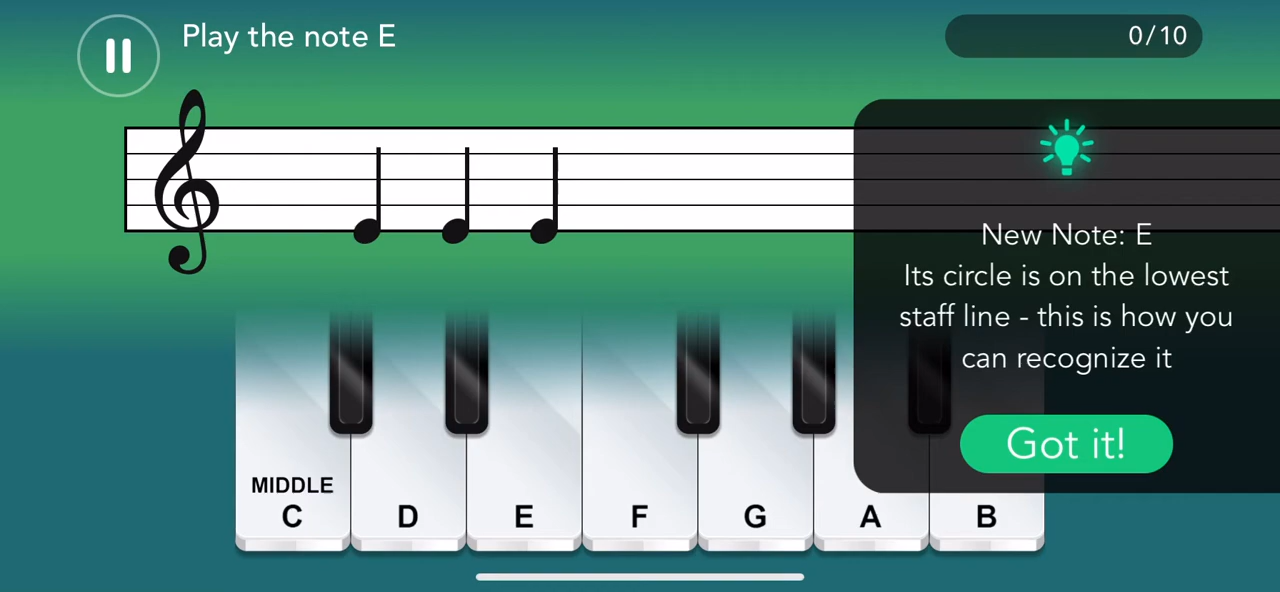 Play the note E
0/10
New Note: E
Its circle is on the lowest
staff line - this is how you
can recognize it
Got it!
MIDDLE
C D E F G A B